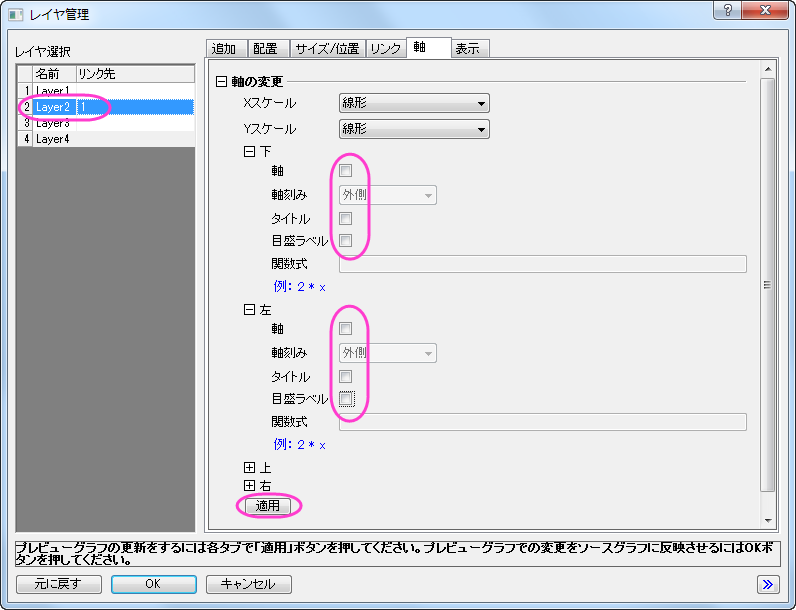 レイヤ管理
レイヤ選択
名前 リンク先
1 Layer1
2 Layer2 1
3 Layer3
4 Layer4
追加 配置 サイズ/位置 リンク 軸 表示
軸の変更
Xスケール 線形
Yスケール 線形
下
軸
軸刻み 外側
タイトル
目盛ラベル
関数式
例: 2 * x
左
軸
軸刻み 外側
タイトル
目盛ラベル
関数式
例: 2 * x
上
右
適用
プレビューグラフの更新をするには各タブで「適用」ボタンを押してください。プレビューグラフでの変更をソースグラフに反映させるにはOKボ
タンを押してください。
元に戻す OK キャンセル